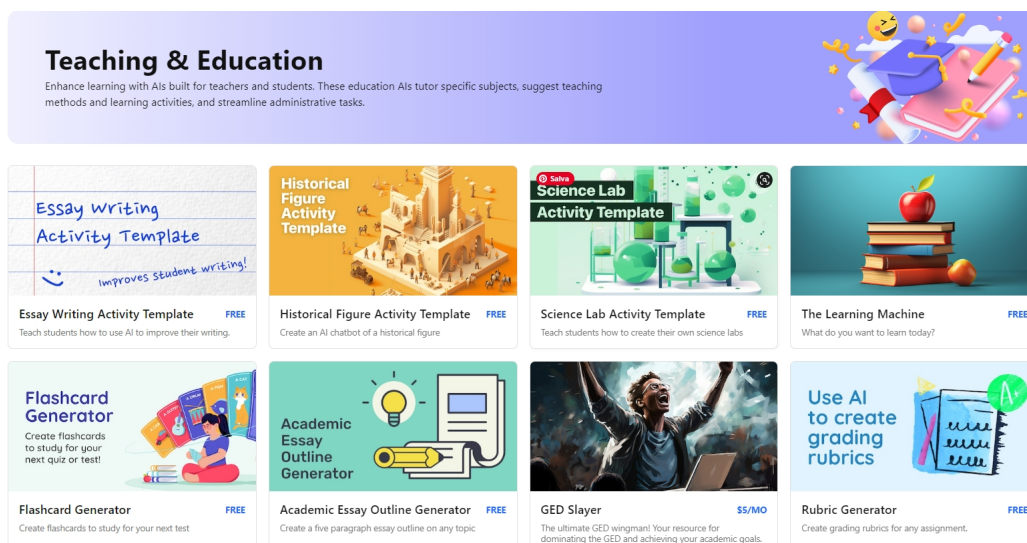 Teaching & Education
Enhance learning with AIs built for teachers and students. These education AIs tutor specific subjects, suggest teaching
methods and learning activities, and streamline administrative tasks.
Essay Writing
Activity Template
Improves student writing!
Essay Writing Activity Template FREE
Teach students how to use AI to improve their writing.
Historical
Figure
Activity
Template
Historical Figure Activity Template FREE
Create an AI chatbot of a historical figure
Salva
Science Lab
Activity Template
Science Lab Activity Template FREE
Teach students how to create their own science labs
The Learning Machine FREE
What do you want to learn today?
Flashcard
Generator
Create flashcards
to study for your
next quiz or test!
Flashcard Generator FREE
Create flashcards to study for your next test
Academic
Essay
Outline
Generator
Academic Essay Outline Generator FREE
Create a five paragraph essay outline on any topic
GED Slayer $5/MO
The ultimate GED wingman! Your resource for
dominating the GED and achieving your academic goals.
Use AI
to create
grading
rubrics
A+
Rubric Generator FREE
Create grading rubrics for any assignment.